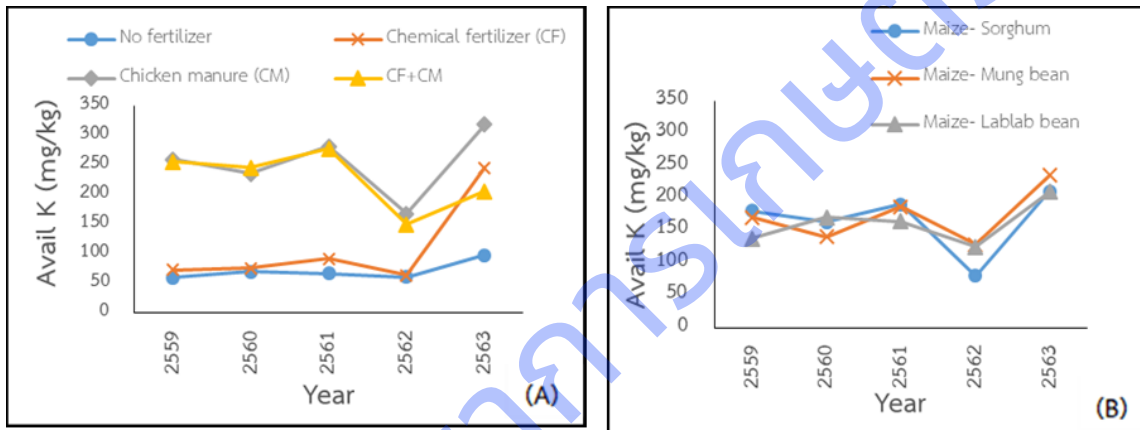 No fertilizer
Chemical fertilizer (CF)
Chicken manure (CM)
CF+CM
350
300
250
200
150
100
50
0
Avail K (mg/kg)
2559
2560
2561
2562
2563
Year
(A)
Maize- Sorghum
Maize- Mung bean
Maize- Lablab bean
350
300
250
200
150
100
50
0
Avail K (mg/kg)
2559
2560
2561
2562
2563
Year
(B)